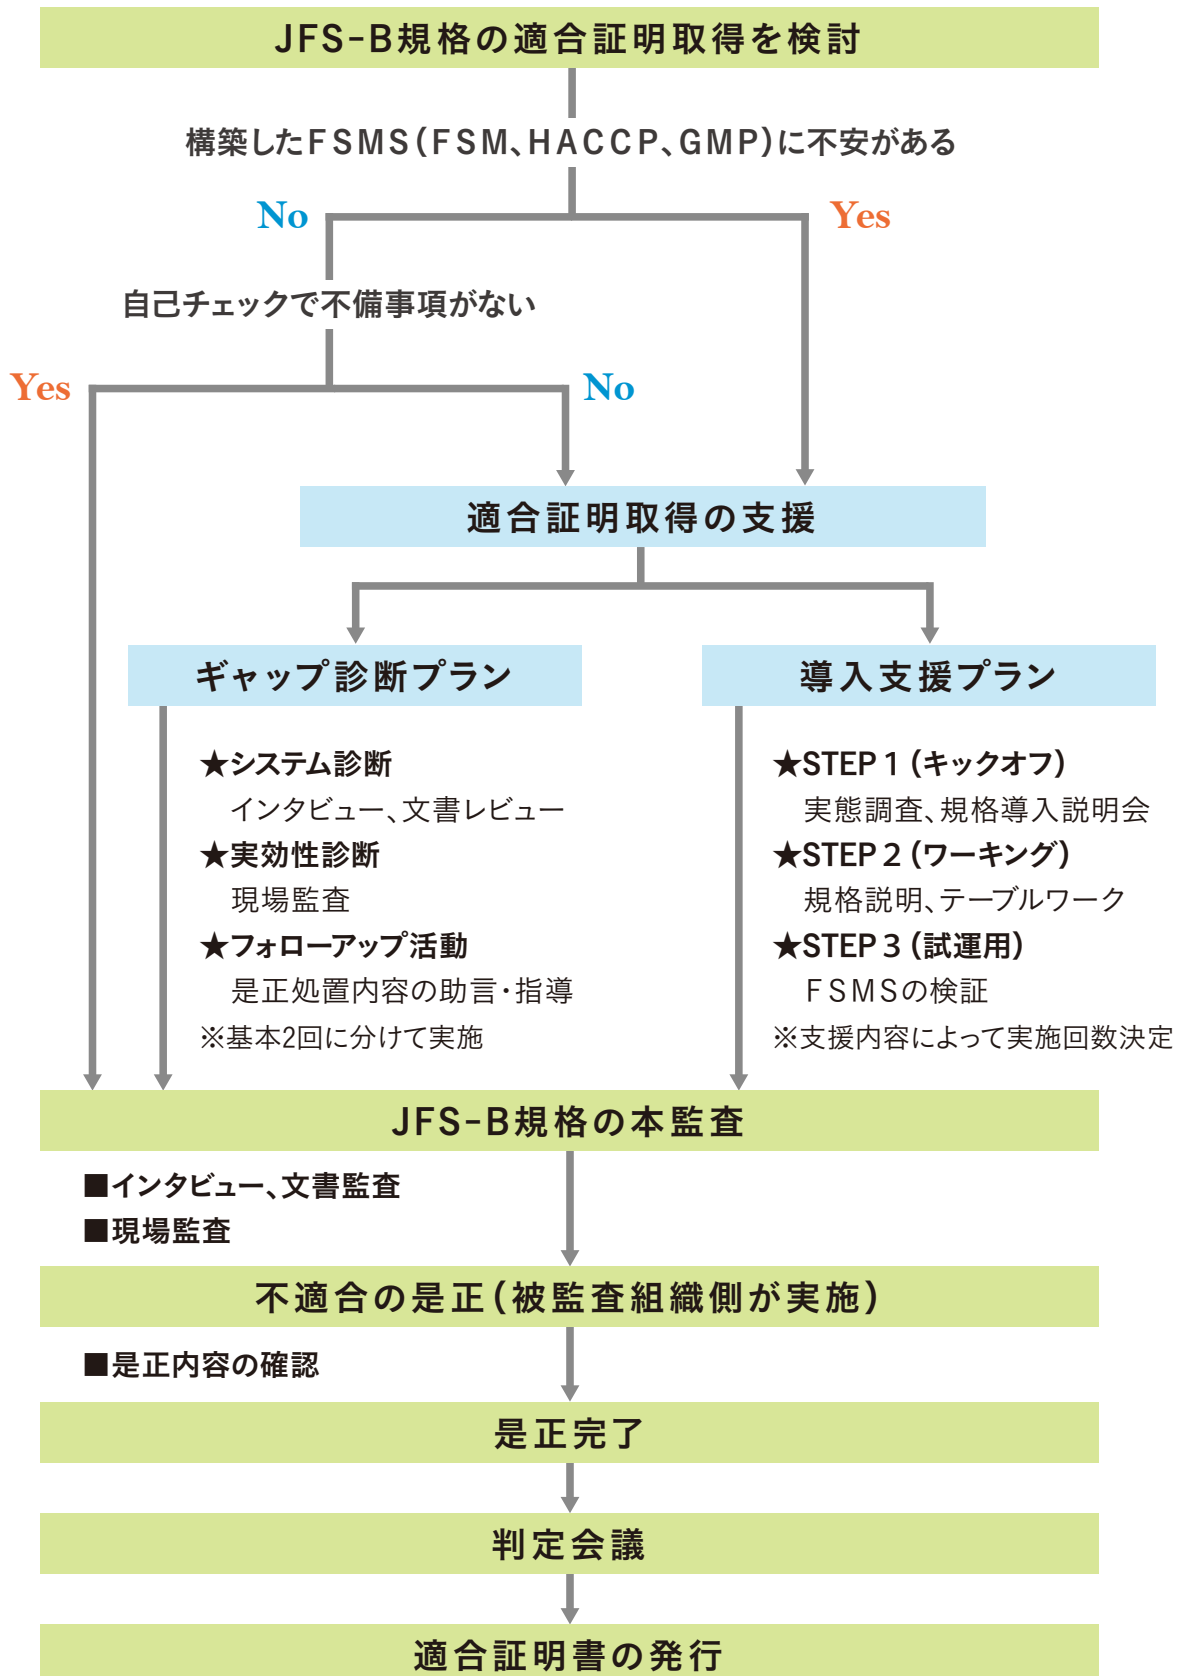 JFS-B規格の適合証明取得を検討
構築したFSMS(FSM、HACCP、GMP)に不安がある
No
Yes
自己チェックで不備事項がない
Yes
No
適合証明取得の支援
ギャップ診断プラン
★システム診断
インタビュー、文書レビュー
★実効性診断
現場監査
★フォローアップ活動
是正処置内容の助言・指導
※基本2回に分けて実施
導入支援プラン
★STEP 1 (キックオフ)
実態調査、規格導入説明会
★STEP 2 (ワーキング)
規格説明、テーブルワーク
★STEP 3 (試運用)
FSMSの検証
※支援内容によって実施回数決定
JFS-B規格の本監査
■インタビュー、文書監査
■現場監査
不適合の是正(被監査組織側が実施)
■是正内容の確認
是正完了
判定会議
適合証明書の発行